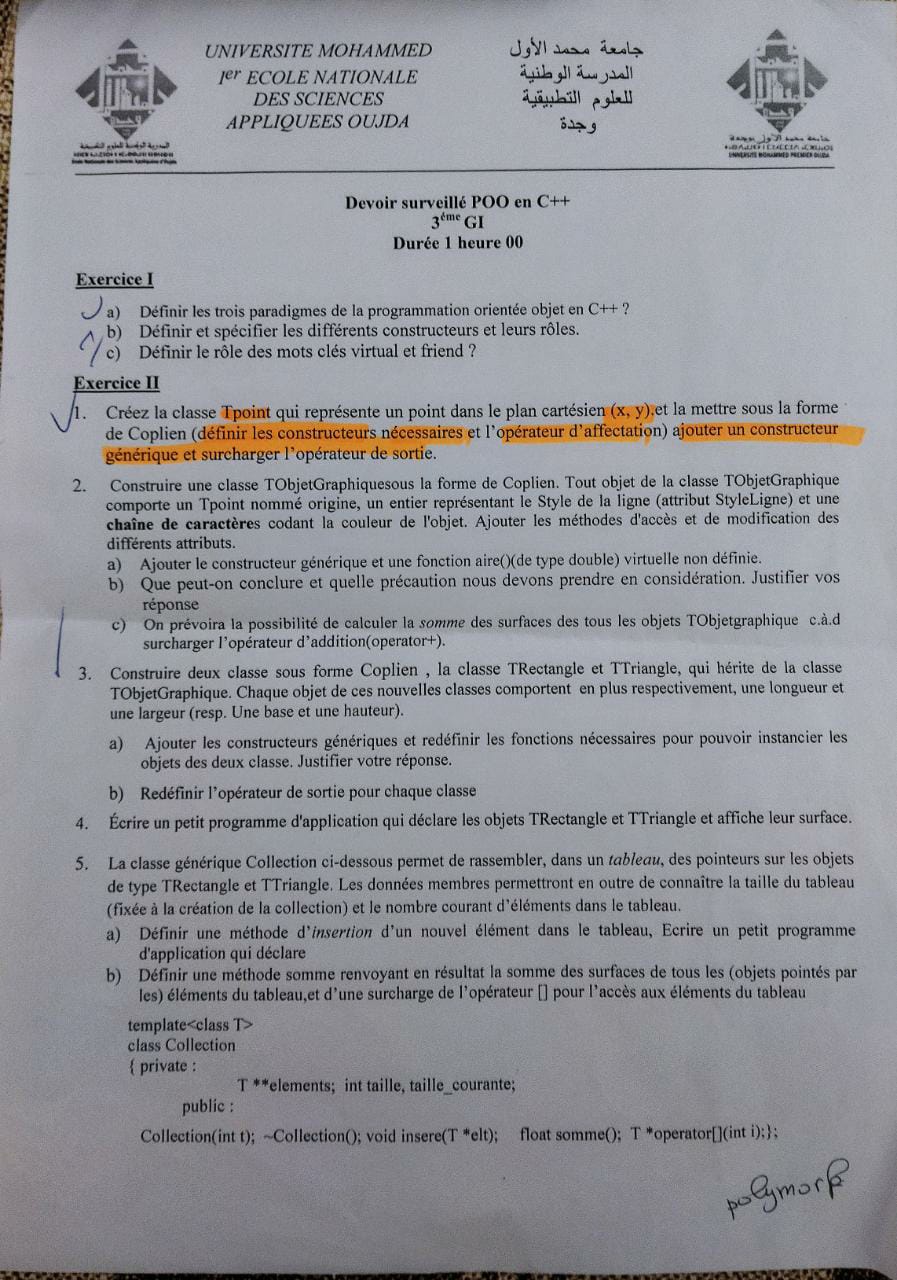 UNIVERSITE MOHAMMED
1er ECOLE NATIONALE
DES SCIENCES
APPLIQUEES OUJDA
جامعة محمد الأول
المدرسة الوطنية
للعلوم التطبيقية
وجدة
UNIVERSITE MOHAMMED PREMIER OUJDA
Devoir surveillé POO en C++
3éme GI
Durée 1 heure 00
Exercice I
a) Définir les trois paradigmes de la programmation orientée objet en C++ ?
b) Définir et spécifier les différents constructeurs et leurs rôles.
c) Définir le rôle des mots clés virtual et friend ?
Exercice II
1. Créez la classe Tpoint qui représente un point dans le plan cartésien (x, y).et la mettre sous la forme
de Coplien (définir les constructeurs nécessaires et l’opérateur d’affectation) ajouter un constructeur
générique et surcharger l’opérateur de sortie.
2. Construire une classe TObjetGraphiquesous la forme de Coplien. Tout objet de la classe TObjetGraphique
comporte un Tpoint nommé origine, un entier représentant le Style de la ligne (attribut StyleLigne) et une
chaîne de caractères codant la couleur de l'objet. Ajouter les méthodes d'accès et de modification des
différents attributs.
a) Ajouter le constructeur générique et une fonction aire()(de type double) virtuelle non définie.
b) Que peut-on conclure et quelle précaution nous devons prendre en considération. Justifier vos
réponse
c) On prévoira la possibilité de calculer la somme des surfaces des tous les objets TObjetgraphique c.à.d
surcharger l’opérateur d’addition(operator+).
3. Construire deux classe sous forme Coplien , la classe TRectangle et TTriangle, qui hérite de la classe
TObjetGraphique. Chaque objet de ces nouvelles classes comportent en plus respectivement, une longueur et
une largeur (resp. Une base et une hauteur).
a) Ajouter les constructeurs génériques et redéfinir les fonctions nécessaires pour pouvoir instancier les
objets des deux classe. Justifier votre réponse.
b) Redéfinir l’opérateur de sortie pour chaque classe
4. Écrire un petit programme d'application qui déclare les objets TRectangle et TTriangle et affiche leur surface.
5. La classe générique Collection ci-dessous permet de rassembler, dans un tableau, des pointeurs sur les objets
de type TRectangle et TTriangle. Les données membres permettront en outre de connaître la taille du tableau
(fixée à la création de la collection) et le nombre courant d’éléments dans le tableau.
a) Définir une méthode d’insertion d’un nouvel élément dans le tableau, Ecrire un petit programme
d'application qui déclare
b) Définir une méthode somme renvoyant en résultat la somme des surfaces de tous les (objets pointés par
les) éléments du tableau,et d’une surcharge de l’opérateur [] pour l’accès aux éléments du tableau
template<class T>
class Collection
{ private :
T **elements; int taille, taille_courante;
public :
Collection(int t); ~Collection(); void insere(T *elt); float somme(); T *operator[](int i);};